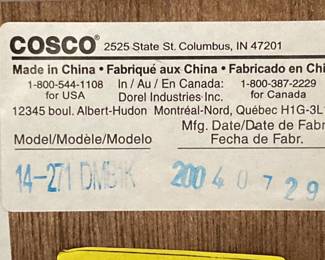 COSCO® 2525 State St. Columbus, IN 47201
Made in China • Fabriqué aux China • Fabricado en Chi
1-800-544-1108 In / Au / En Canada: 1-800-387-2229
for USA Dorel Industries Inc. for Canada
12345 boul. Albert-Hudon Montréal-Nord, Québec H1G-3L
Mfg. Date/Date de Fabr
Model/Modèle/Modelo Fecha de Fabr.
14-271 DMB1K 20040729